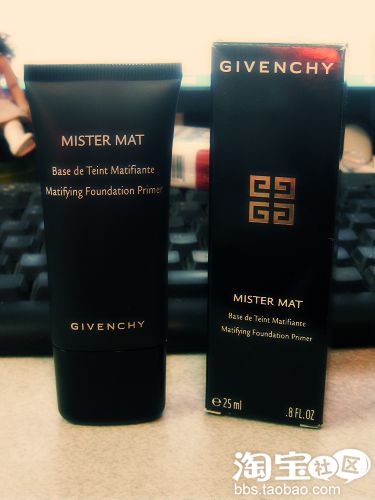 MISTER MAT
Base de Teint Matifiante
Matifying Foundation Primer
GIVENCHY
GIVENCHY
MISTER MAT
Base de Teint Matifiante
Matifying Foundation Primer
℮ 25 ml .8 FL.OZ
淘宝社区
bbs.taobao.com